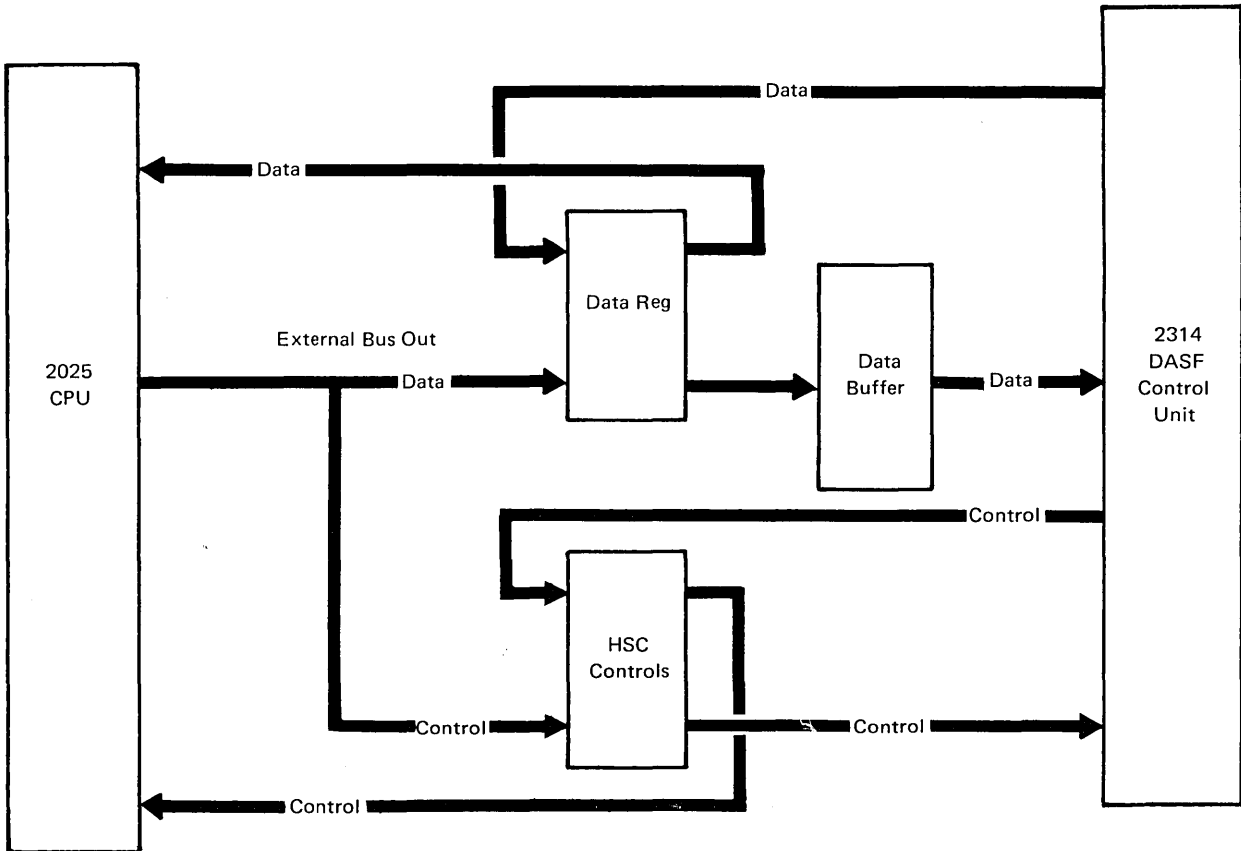 Data
Data
Data Reg
External Bus Out
2025
CPU
Data
Data
Buffer
Data
2314
DASF
Control
Unit
Control
HSC
Controls
Control
Control
Control